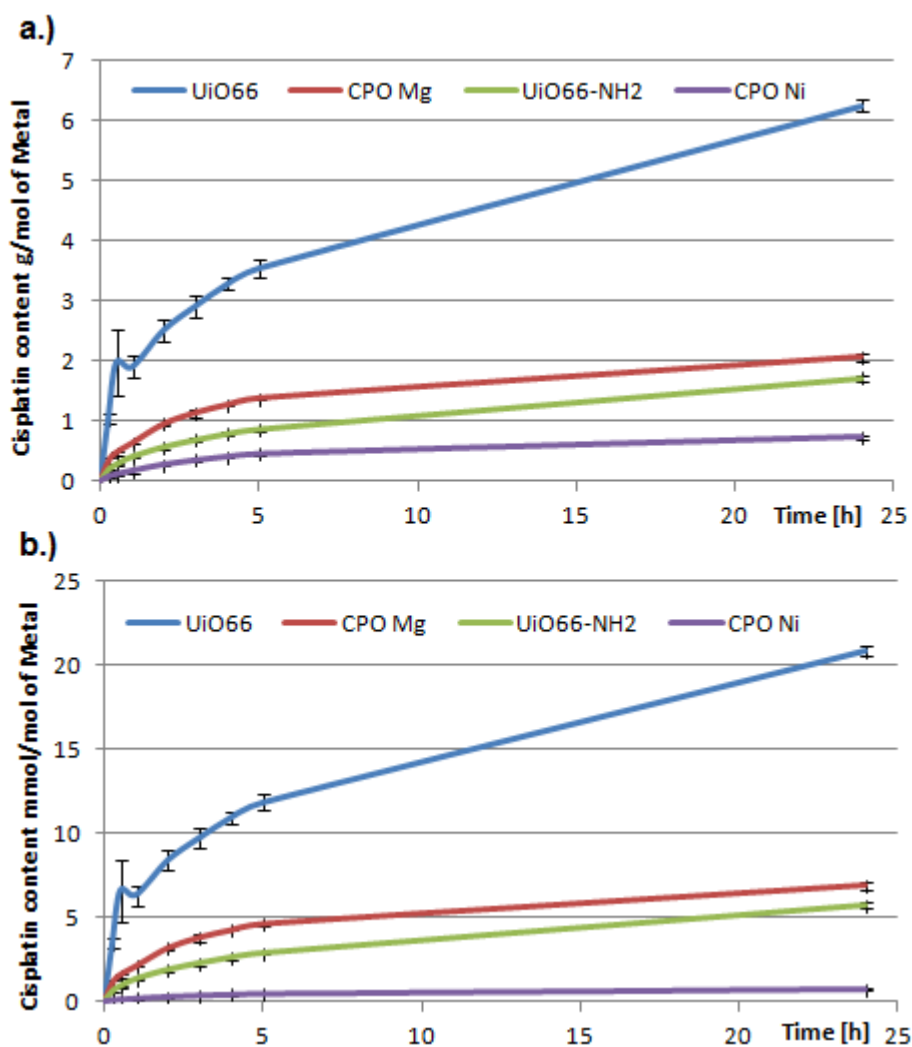 a.)
Cisplatin content g/mol of Metal
7
UiO66 CPO Mg UiO66-NH2 CPO Ni
6
5
4
3
2
1
0
0 5 10 15 20 Time [h] 25
b.)
Cisplatin content mmol/mol of Metal
25
UiO66 CPO Mg UiO66-NH2 CPO Ni
20
15
10
5
0
0 5 10 15 20 Time [h] 25